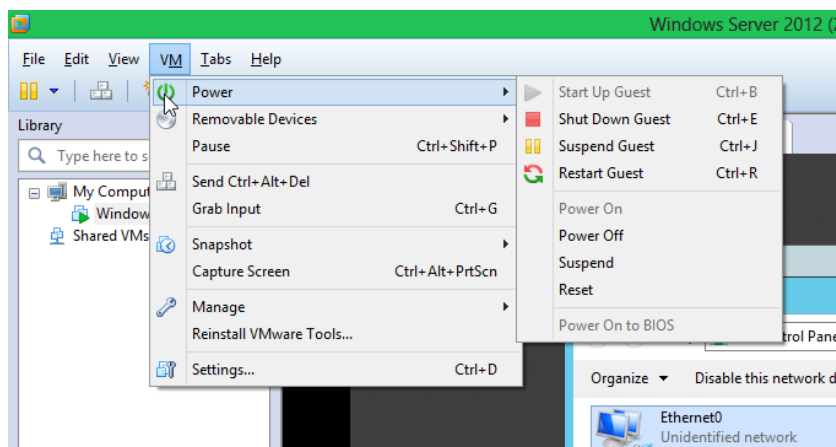 Windows Server 2012 (
File Edit View VM Tabs Help
Library
Type here to s
My Comput
Window
Shared VMs
Power
Removable Devices
Pause Ctrl+Shift+P
Send Ctrl+Alt+Del
Grab Input Ctrl+G
Snapshot
Capture Screen Ctrl+Alt+PrtScn
Manage
Reinstall VMware Tools...
Settings... Ctrl+D
Start Up Guest Ctrl+B
Shut Down Guest Ctrl+E
Suspend Guest Ctrl+J
Restart Guest Ctrl+R
Power On
Power Off
Suspend
Reset
Power On to BIOS
trol Pane
Organize Disable this network d
Ethernet0
Unidentified network